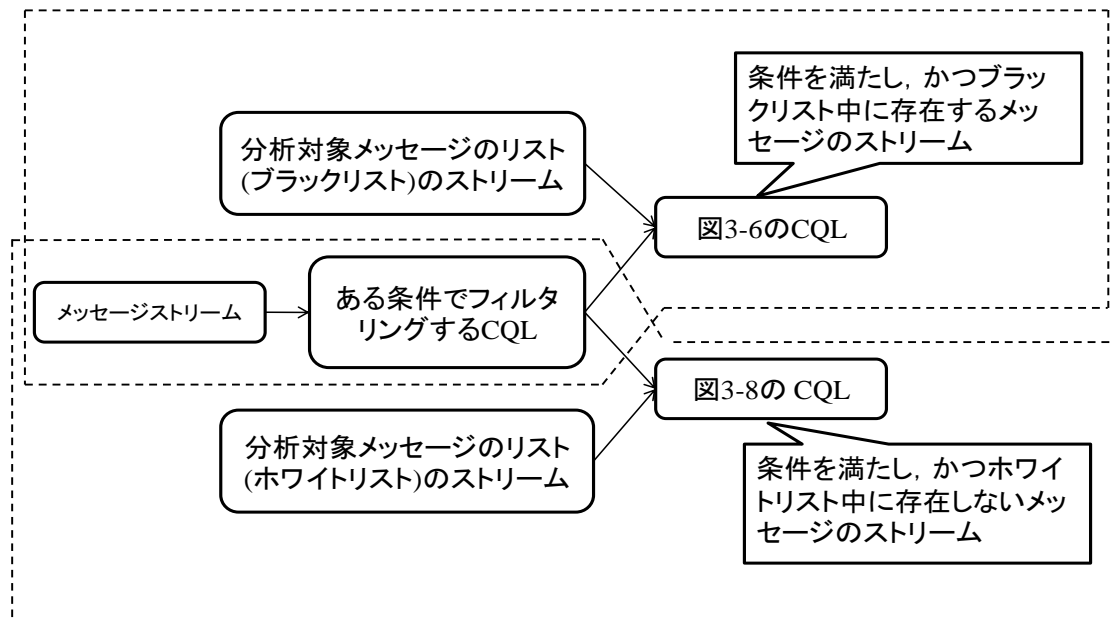 条件を満たし，かつブラッ
クリスト中に存在するメッ
セージのストリーム
分析対象メッセージのリスト
(ブラックリスト)のストリーム
図3-6のCQL
メッセージストリーム
ある条件でフィルタ
リングするCQL
図3-8の CQL
分析対象メッセージのリスト
(ホワイトリスト)のストリーム
条件を満たし，かつホワイ
トリスト中に存在しないメッ
セージのストリーム